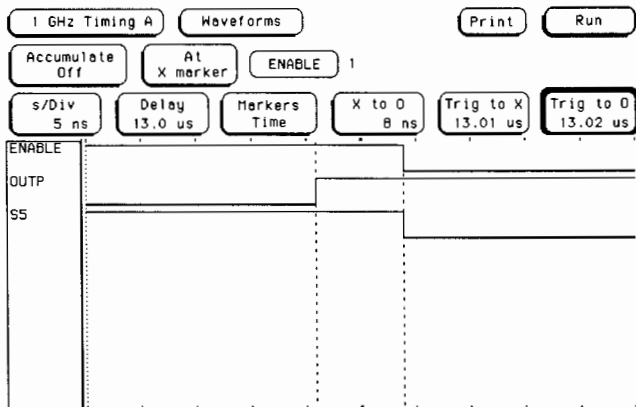 1 GHz Timing A Waveforms Print Run
Accumulate Off At X marker ENABLE 1
s/Div 5 ns Delay 13.0 us Markers Time X to O 8 ns Trig to X 13.01 us Trig to O 13.02 us
ENABLE
OUTP
S5